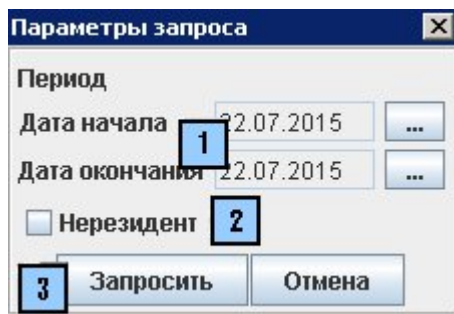 Параметры запроса
Период
Дата начала 1 22.07.2015 ...
Дата окончания 22.07.2015 ...
Нерезидент 2
3 Запросить Отмена